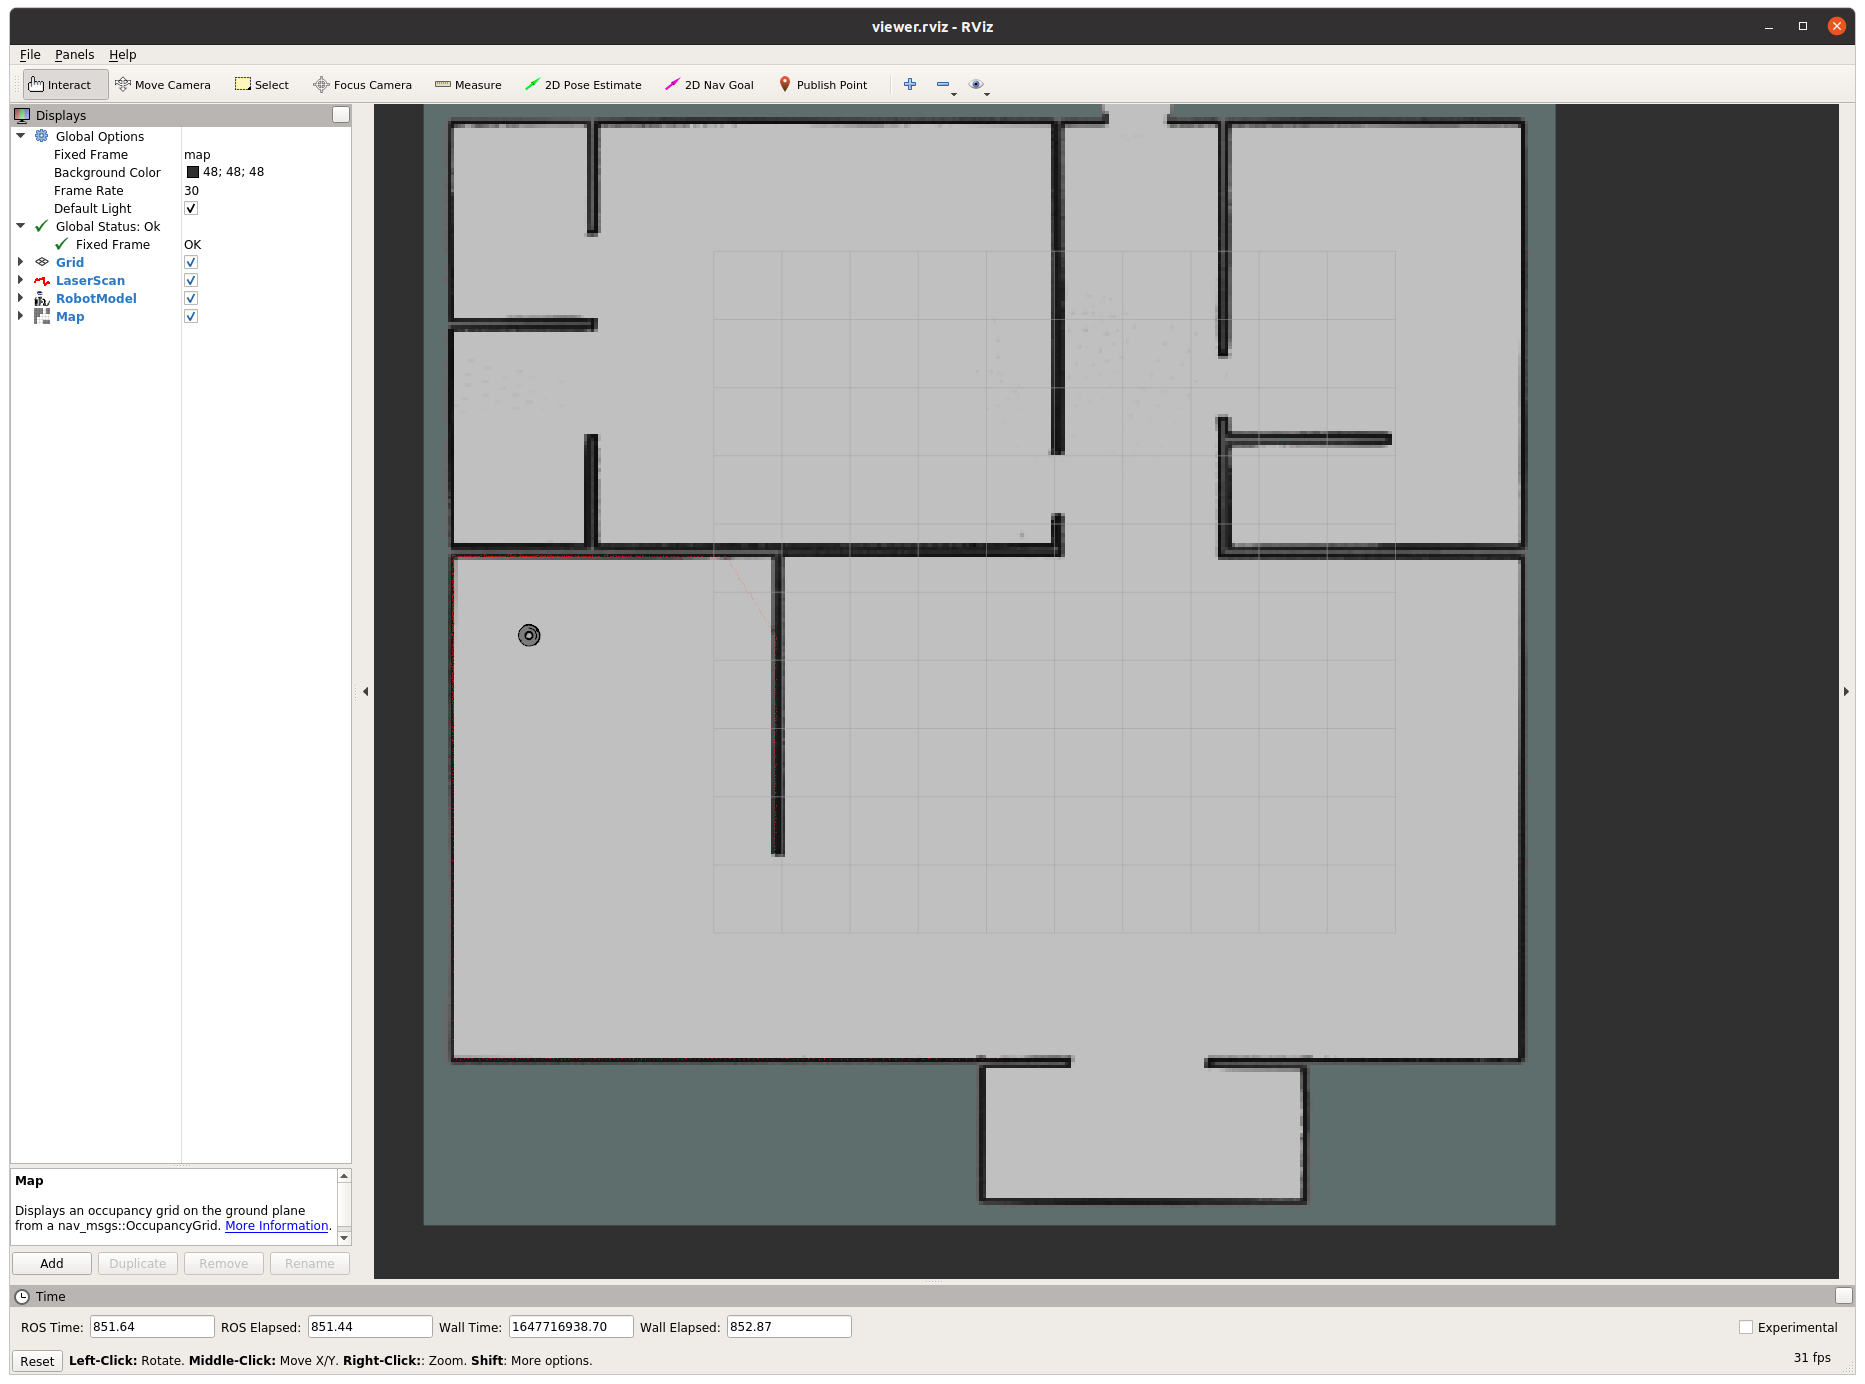 viewer.rviz - RViz
File Panels Help
Interact Move Camera Select Focus Camera Measure 2D Pose Estimate 2D Nav Goal Publish Point
Displays
Global Options
Fixed Frame map
Background Color 48; 48; 48
Frame Rate 30
Default Light
Global Status: Ok
Fixed Frame OK
Grid
LaserScan
RobotModel
Map
Map
Displays an occupancy grid on the ground plane
from a nav_msgs::OccupancyGrid. More Information.
Add Duplicate Remove Rename
Time
ROS Time: 851.64 ROS Elapsed: 851.44 Wall Time: 1647716938.70 Wall Elapsed: 852.87 Experimental
Reset Left-Click: Rotate. Middle-Click: Move X/Y. Right-Click:: Zoom. Shift: More options. 31 fps